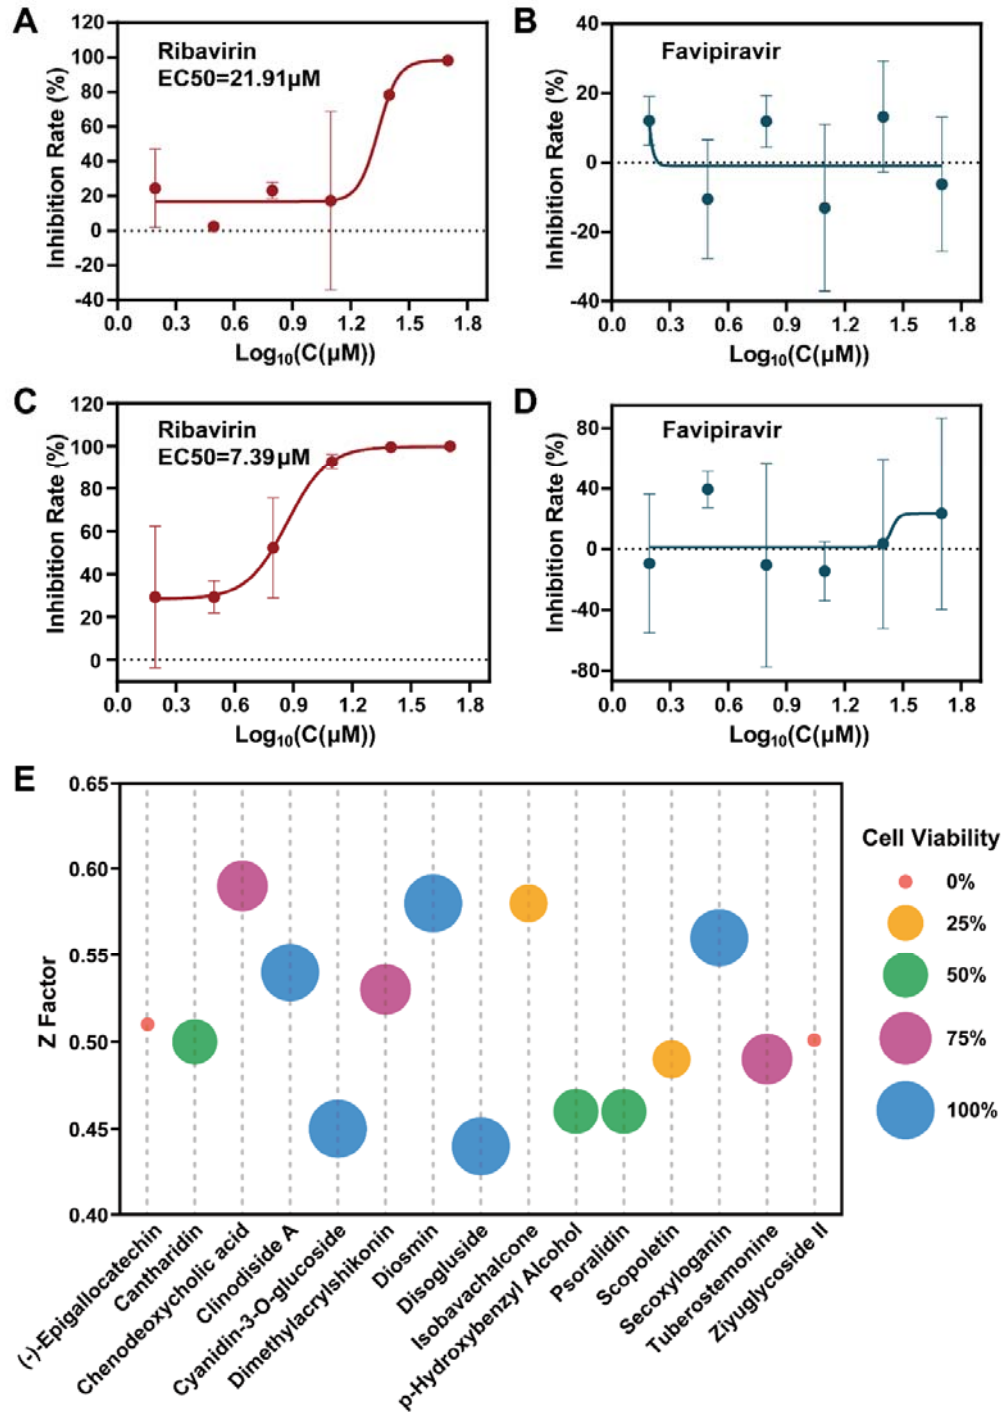 A
Ribavirin
EC50=21.91μM
Inhibition Rate (%)
120
100
80
60
40
20
0
-20
-40
0.0 0.3 0.6 0.9 1.2 1.5 1.8
Log₁₀(C(μM))
B
Favipiravir
Inhibition Rate (%)
40
20
0
-20
-40
0.0 0.3 0.6 0.9 1.2 1.5 1.8
Log₁₀(C(μM))
C
Ribavirin
EC50=7.39μM
Inhibition Rate (%)
120
100
80
60
40
20
0
0.0 0.3 0.6 0.9 1.2 1.5 1.8
Log₁₀(C(μM))
D
Favipiravir
Inhibition Rate (%)
80
40
0
-40
-80
0.0 0.3 0.6 0.9 1.2 1.5 1.8
Log₁₀(C(μM))
E
Z Factor
0.65
0.60
0.55
0.50
0.45
0.40
(-)-Epigallocatechin
Cantharidin
Chenodeoxycholic acid
Clinodiside A
Cyanidin-3-O-glucoside
Dimethylacrylshikonin
Diosmin
Disogluside
Isobavachalcone
p-Hydroxybenzyl Alcohol
Psoralidin
Scopoletin
Secoxyloganin
Tuberostemonine
Ziyuglycoside II
Cell Viability
0%
25%
50%
75%
100%